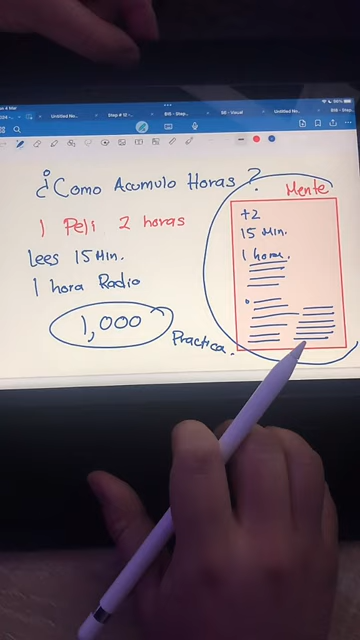 ¿Como Acumulo Horas?
1 Peli 2 horas
Lees 15 Min.
1 hora Radio
1,000
Practica.
Mente
+2
15 Min.
1 hora.